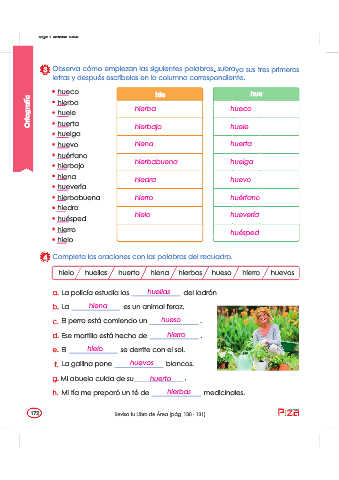 Ortografía
3 Observa cómo empiezan las siguientes palabras, subraya sus tres primeras
letras y después escríbelas en la columna correspondiente.
• hueco
• hierba
• huele
• huerta
• huelga
• huevo
• huérfano
• hierbajo
• hiena
• huevería
• hierbabuena
• hiedra
• huésped
• hierro
• hielo
hie
hierba
hierbajo
hiena
hierbabuena
hiedra
hierro
hielo
hue
hueco
huele
huerta
huelga
huevo
huérfano
huevería
huésped
4 Completa las oraciones con las palabras del recuadro.
hielo / huellas / huerto / hiena / hierbas / hueso / hierro / huevos
a. La policía estudia las huellas del ladrón
b. La hiena es un animal feroz.
c. El perro está comiendo un hueso .
d. Ese martillo está hecho de hierro .
e. El hielo se derrite con el sol.
f. La gallina pone huevos blancos.
g. Mi abuela cuida de su huerto .
h. Mi tía me preparó un té de hierbas medicinales.
172
Revisa tu Libro de Área (pág. 130 - 131)